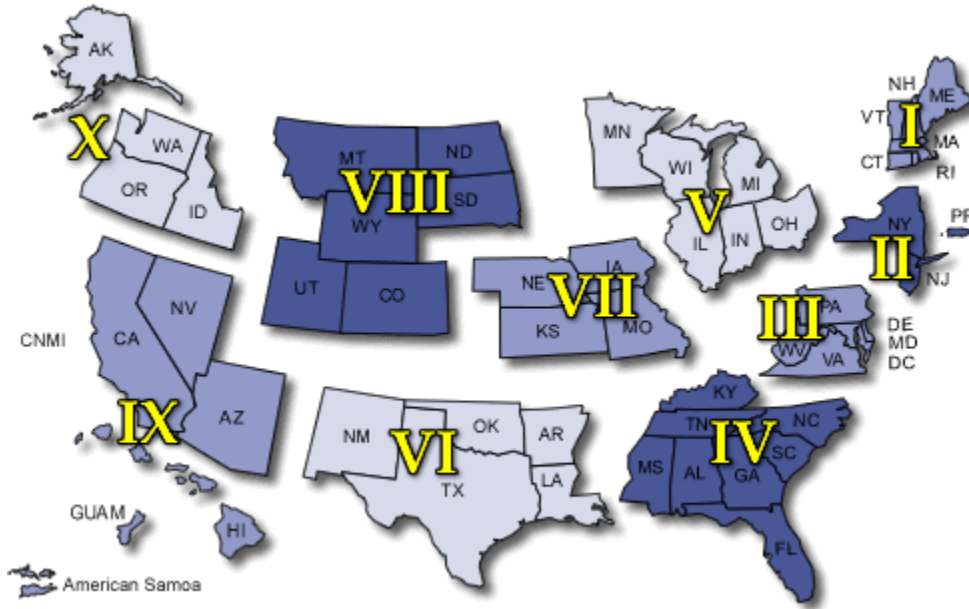 AK
X
WA
OR
ID
MT
ND
VIII
SD
WY
UT
CO
MN
WI
MI
V
IL
IN
OH
NH
ME
VT
I
MA
CT
RI
NY
PR
II
NJ
NE
IA
VII
KS
MO
III
PA
DE
MD
DC
WV
VA
CNMI
CA
NV
IX
AZ
GUAM
HI
American Samoa
NM
OK
AR
VI
TX
LA
KY
TN
NC
IV
SC
MS
AL
GA
FL